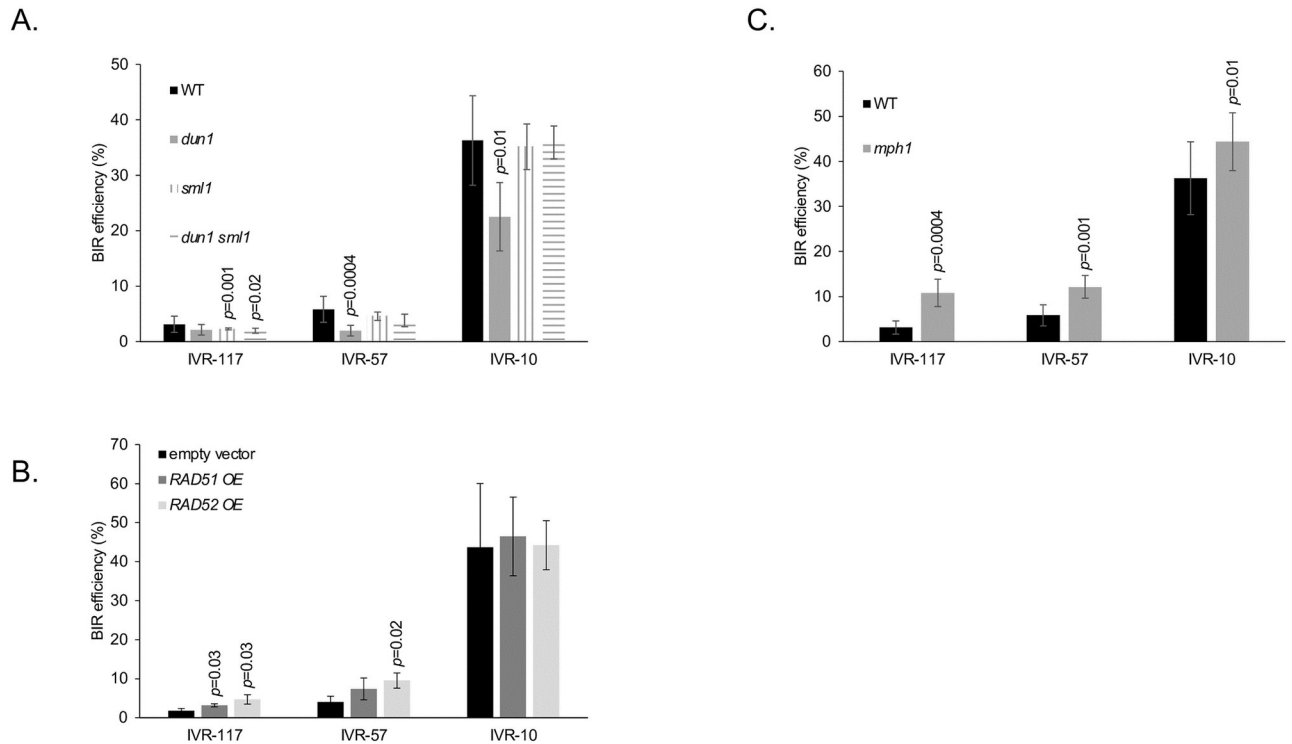 A.
50
40
30
20
10
0
BIR efficiency (%)
WT
dun1
sml1
dun1 sml1
p=0.001
p=0.02
p=0.0004
p=0.01
IVR-117 IVR-57 IVR-10
B.
70
60
50
40
30
20
10
0
BIR efficiency (%)
empty vector
RAD51 OE
RAD52 OE
p=0.03
p=0.03
p=0.02
IVR-117 IVR-57 IVR-10
C.
60
50
40
30
20
10
0
BIR efficiency (%)
WT
mph1
p=0.0004
p=0.001
p=0.01
IVR-117 IVR-57 IVR-10